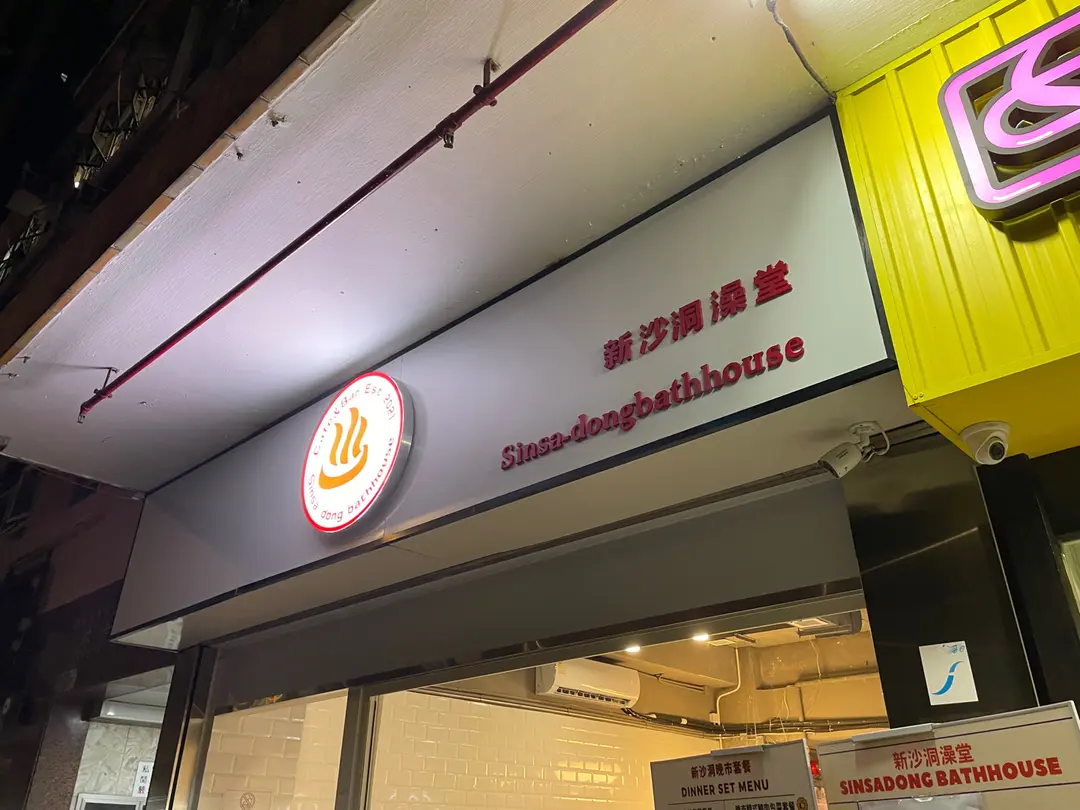 新沙洞澡堂
Sinsa-dongbathhouse
Cafe&Bar Est 2021
Sinsa dong bathhouse
新沙洞晚市套餐
DINNER SET MENU
新沙洞澡堂
SINSADONG BATHHOUSE